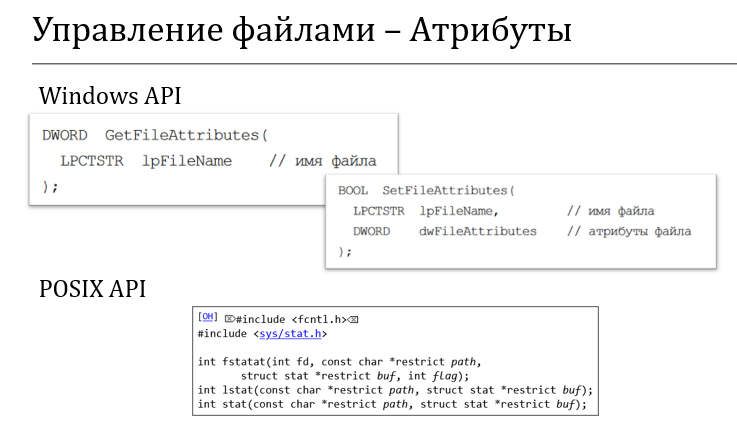 Управление файлами – Атрибуты
Windows API
DWORD GetFileAttributes(
LPCTSTR lpFileName // имя файла
);
BOOL SetFileAttributes(
LPCTSTR lpFileName, // имя файла
DWORD dwFileAttributes // атрибуты файла
);
POSIX API
[OH] ⌦#include <fcntl.h>⌫
#include <sys/stat.h>
int fstatat(int fd, const char *restrict path,
struct stat *restrict buf, int flag);
int lstat(const char *restrict path, struct stat *restrict buf);
int stat(const char *restrict path, struct stat *restrict buf);